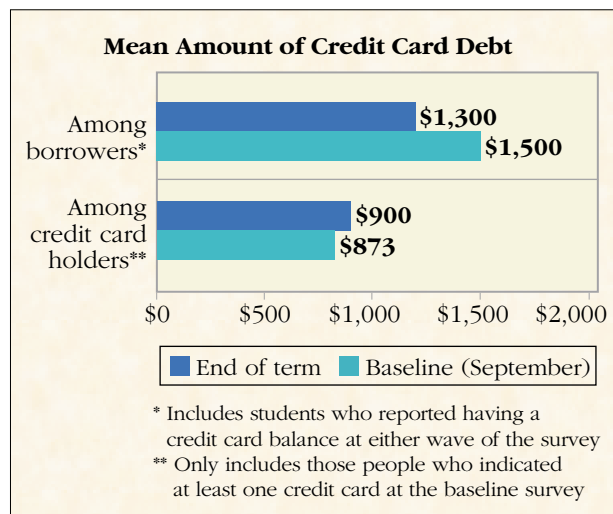 Mean Amount of Credit Card Debt
Among
borrowers*
$1,300
$1,500
Among
credit card
holders**
$900
$873
$0 $500 $1,000 $1,500 $2,000
End of term Baseline (September)
* Includes students who reported having a
credit card balance at either wave of the survey
** Only includes those people who indicated
at least one credit card at the baseline survey